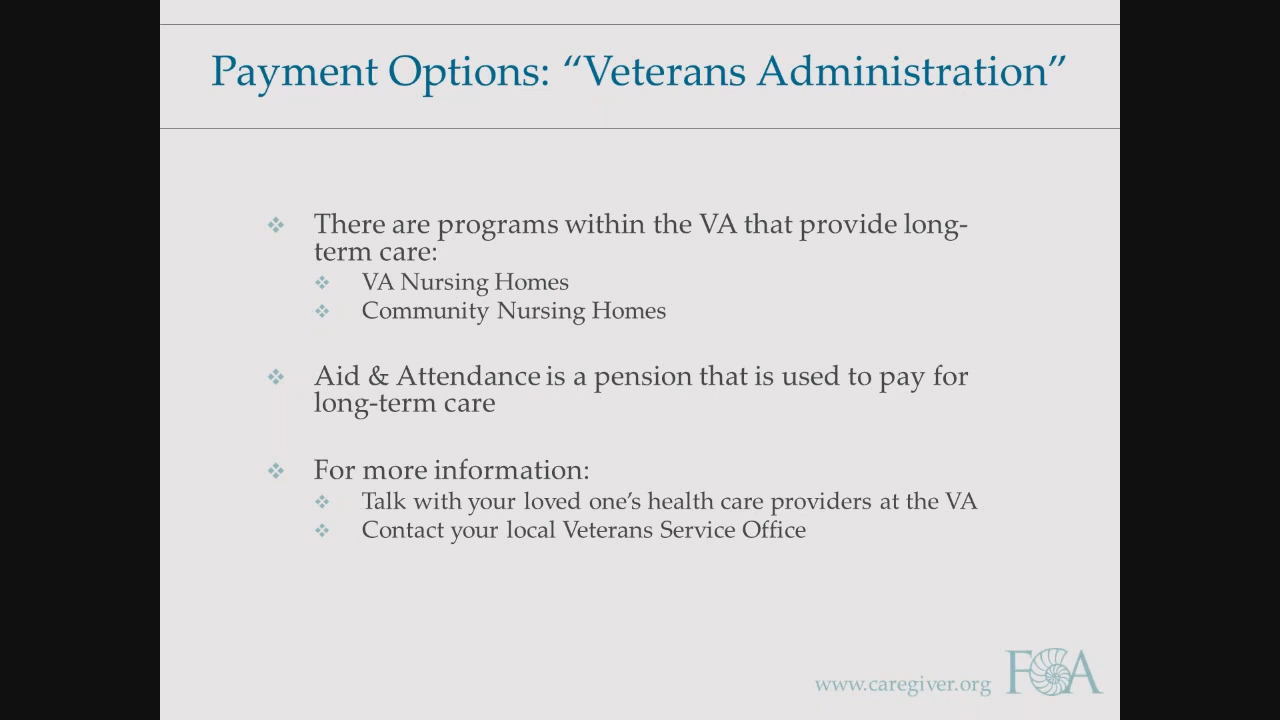 Payment Options: “Veterans Administration”
There are programs within the VA that provide long-
term care:
VA Nursing Homes
Community Nursing Homes
Aid & Attendance is a pension that is used to pay for
long-term care
For more information:
Talk with your loved one’s health care providers at the VA
Contact your local Veterans Service Office
www.caregiver.org FCA